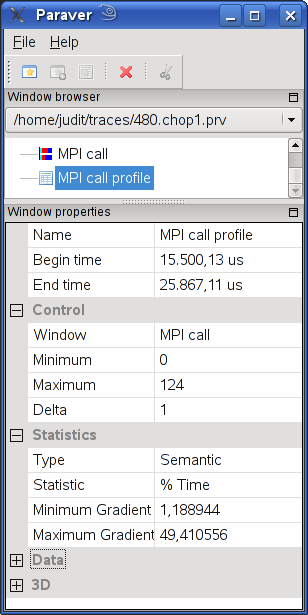 Paraver
File Help
Window browser
/home/judit/traces/480.chop1.prv
MPI call
MPI call profile
Window properties
Name MPI call profile
Begin time 15.500,13 us
End time 25.867,11 us
Control
Window MPI call
Minimum 0
Maximum 124
Delta 1
Statistics
Type Semantic
Statistic % Time
Minimum Gradient 1,188944
Maximum Gradient 49,410556
Data
3D